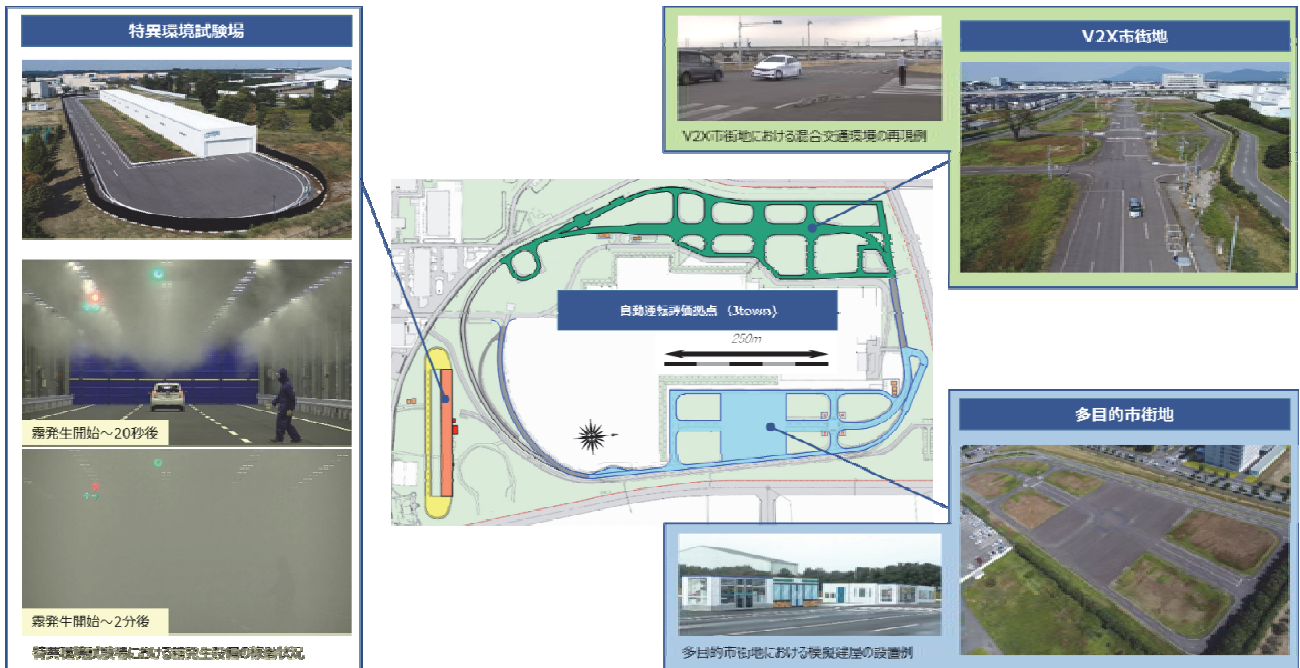 特異環境試験場
霧発生開始～20秒後
霧発生開始～2分後
特異環境試験場における霧発生設備の稼働状況
V2X市街地における混合交通環境の再現例
V2X市街地
自動運転評価拠点 (Jtown)
250m
多目的市街地
多目的市街地における模擬建屋の設置例